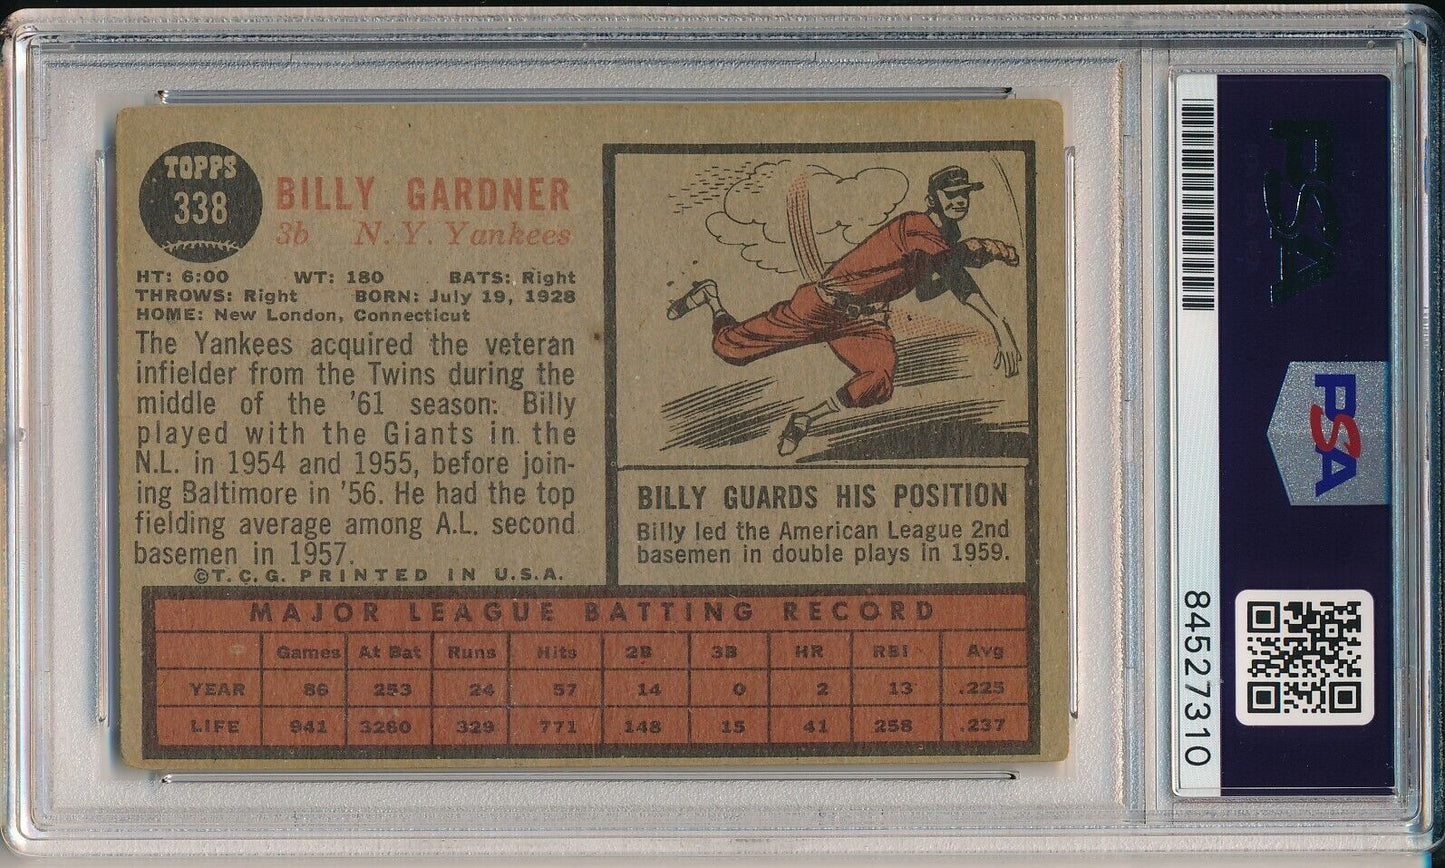 TOPPS
338
BILLY GARDNER
3b N. Y. Yankees
HT: 6:00 WT: 180 BATS: Right
THROWS: Right BORN: July 19, 1928
HOME: New London, Connecticut
The Yankees acquired the veteran
infielder from the Twins during the
middle of the '61 season. Billy
played with the Giants in the
N.L. in 1954 and 1955, before join-
ing Baltimore in '56. He had the top
fielding average among A.L. second
basemen in 1957.
©T.C.G. PRINTED IN U.S.A.
BILLY GUARDS HIS POSITION
Billy led the American League 2nd
basemen in double plays in 1959.
MAJOR LEAGUE BATTING RECORD
Games At Bat Runs Hits 2B 3B HR RBI Avg
YEAR 86 253 24 57 14 0 2 13 .225
LIFE 941 3260 329 771 148 15 41 258 .237
PSA
PSA
84527310